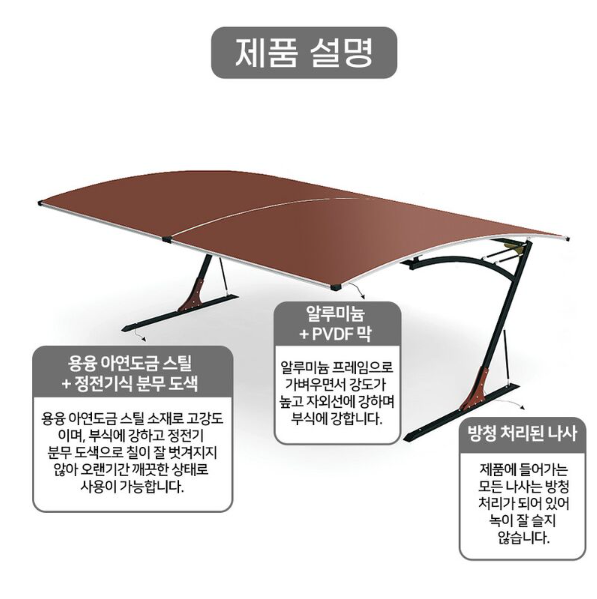 제품 설명
알루미늄
+ PVDF 막
알루미늄 프레임으로
가벼우면서 강도가
높고 자외선에 강하며
부식에 강합니다.
용융 아연도금 스틸
+ 정전기식 분무 도색
용융 아연도금 스틸 소재로 고강도
이며, 부식에 강하고 정전기
분무 도색으로 칠이 잘 벗겨지지
않아 오랜기간 깨끗한 상태로
사용이 가능합니다.
방청 처리된 나사
제품에 들어가는
모든 나사는 방청
처리가 되어 있어
녹이 잘 슬지
않습니다.